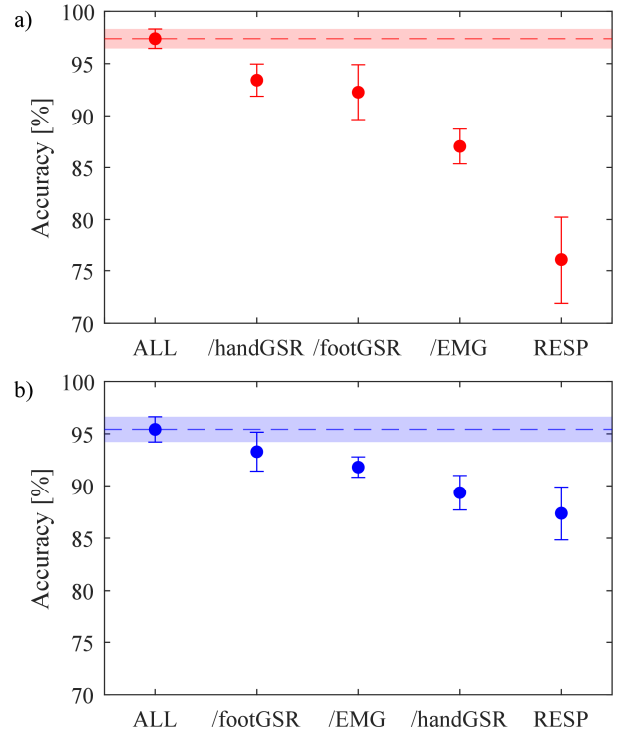 a)
100
95
90
85
80
75
70
Accuracy [%]
ALL /handGSR /footGSR /EMG RESP
b)
100
95
90
85
80
75
70
Accuracy [%]
ALL /footGSR /EMG /handGSR RESP